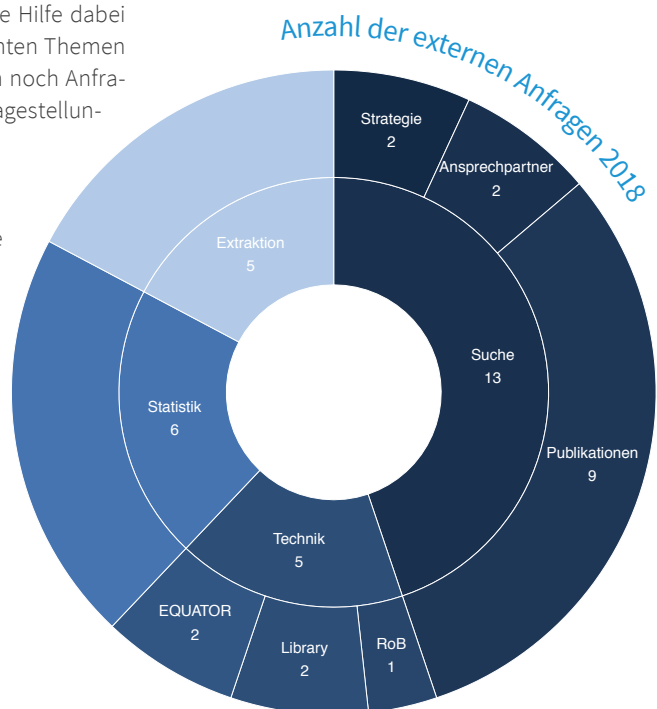 e Hilfe dabei
nten Themen
noch Anfra-
agestellun-
e
Anzahl der externen Anfragen 2018
Strategie
2
Ansprechpartner
2
Extraktion
5
Suche
13
Statistik
6
Publikationen
9
Technik
5
EQUATOR
2
Library
2
RoB
1